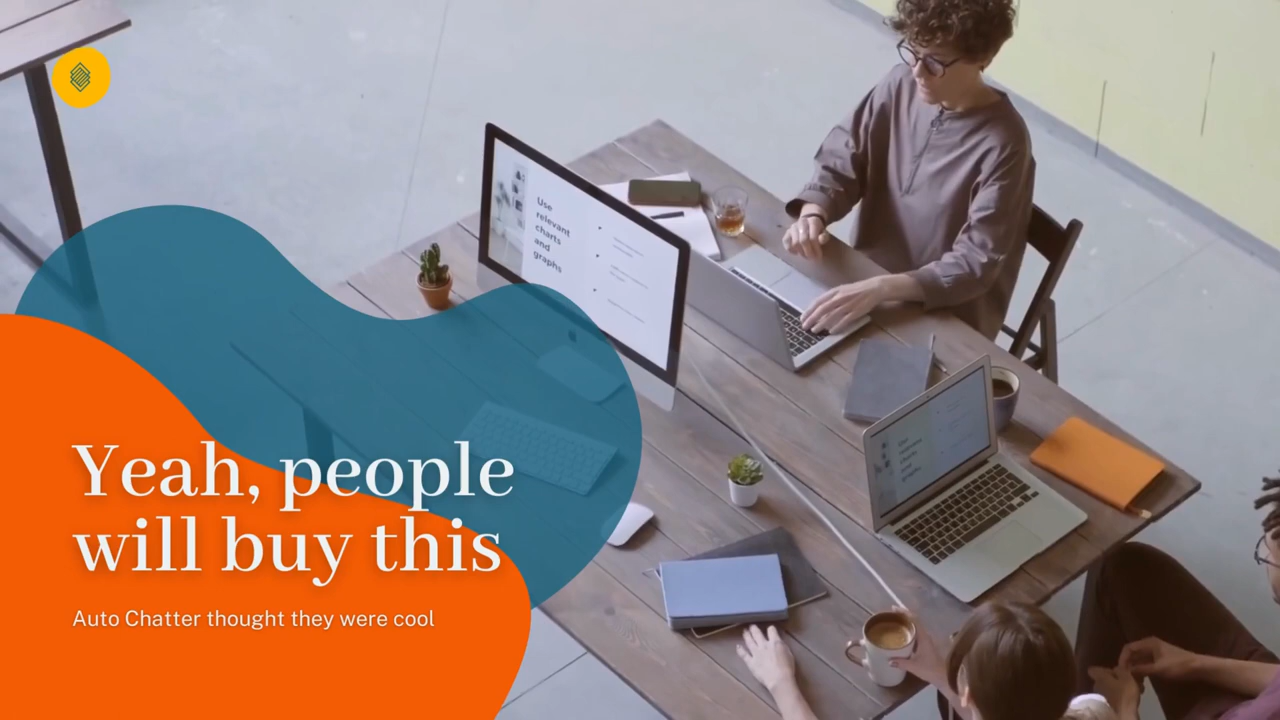 Use
relevant
charts
and
graphs
Yeah, people
will buy this
Auto Chatter thought they were cool